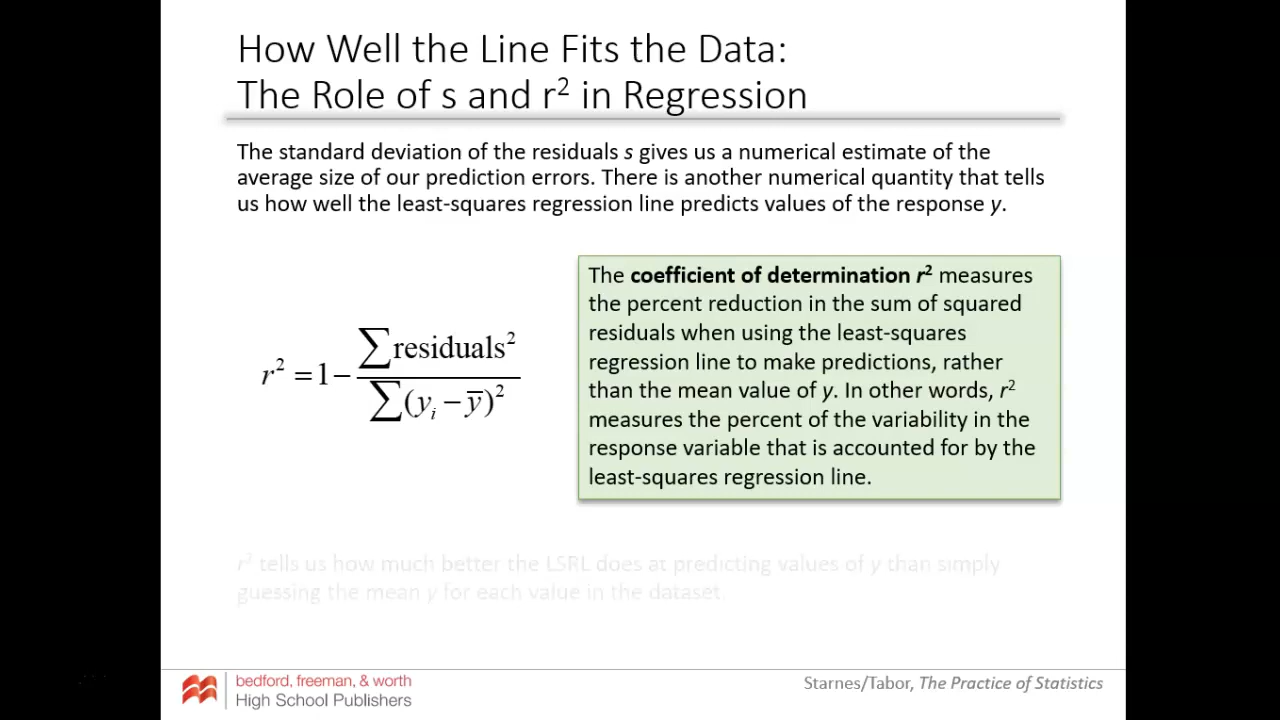 How Well the Line Fits the Data:
The Role of s and r² in Regression
The standard deviation of the residuals s gives us a numerical estimate of the
average size of our prediction errors. There is another numerical quantity that tells
us how well the least-squares regression line predicts values of the response y.
r² = 1 − ∑residuals² / ∑(yᵢ − ȳ)²
The coefficient of determination r² measures
the percent reduction in the sum of squared
residuals when using the least-squares
regression line to make predictions, rather
than the mean value of y. In other words, r²
measures the percent of the variability in the
response variable that is accounted for by the
least-squares regression line.
r² tells us how much better the LSRL does at predicting values of y than simply
guessing the mean y for each value in the dataset.
bedford, freeman, & worth
High School Publishers
Starnes/Tabor, The Practice of Statistics